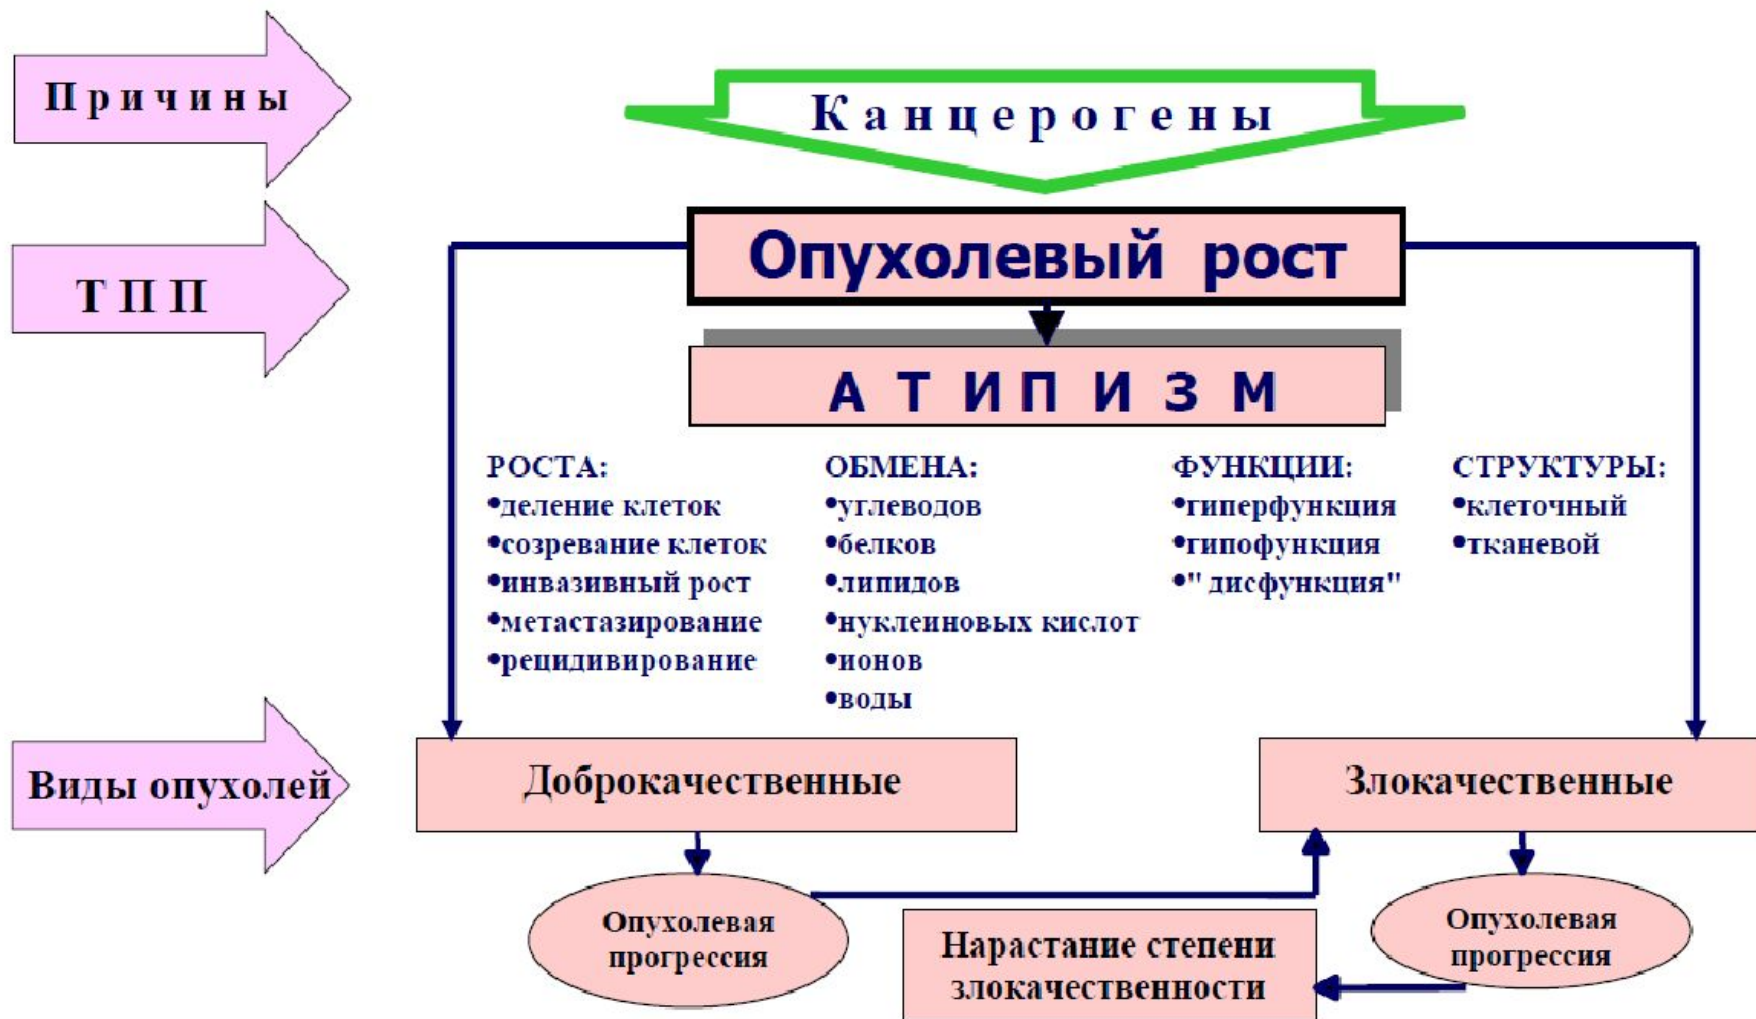 Причины
Канцерогены
ТПП
Опухолевый рост
АТИПИЗМ
РОСТА:
•деление клеток
•созревание клеток
•инвазивный рост
•метастазирование
•рецидивирование
ОБМЕНА:
•углеводов
•белков
•липидов
•нуклеиновых кислот
•ионов
•воды
ФУНКЦИИ:
•гиперфункция
•гипофункция
•" дисфункция"
СТРУКТУРЫ:
•клеточный
•тканевой
Виды опухолей
Доброкачественные
Злокачественные
Опухолевая
прогрессия
Нарастание степени
злокачественности
Опухолевая
прогрессия